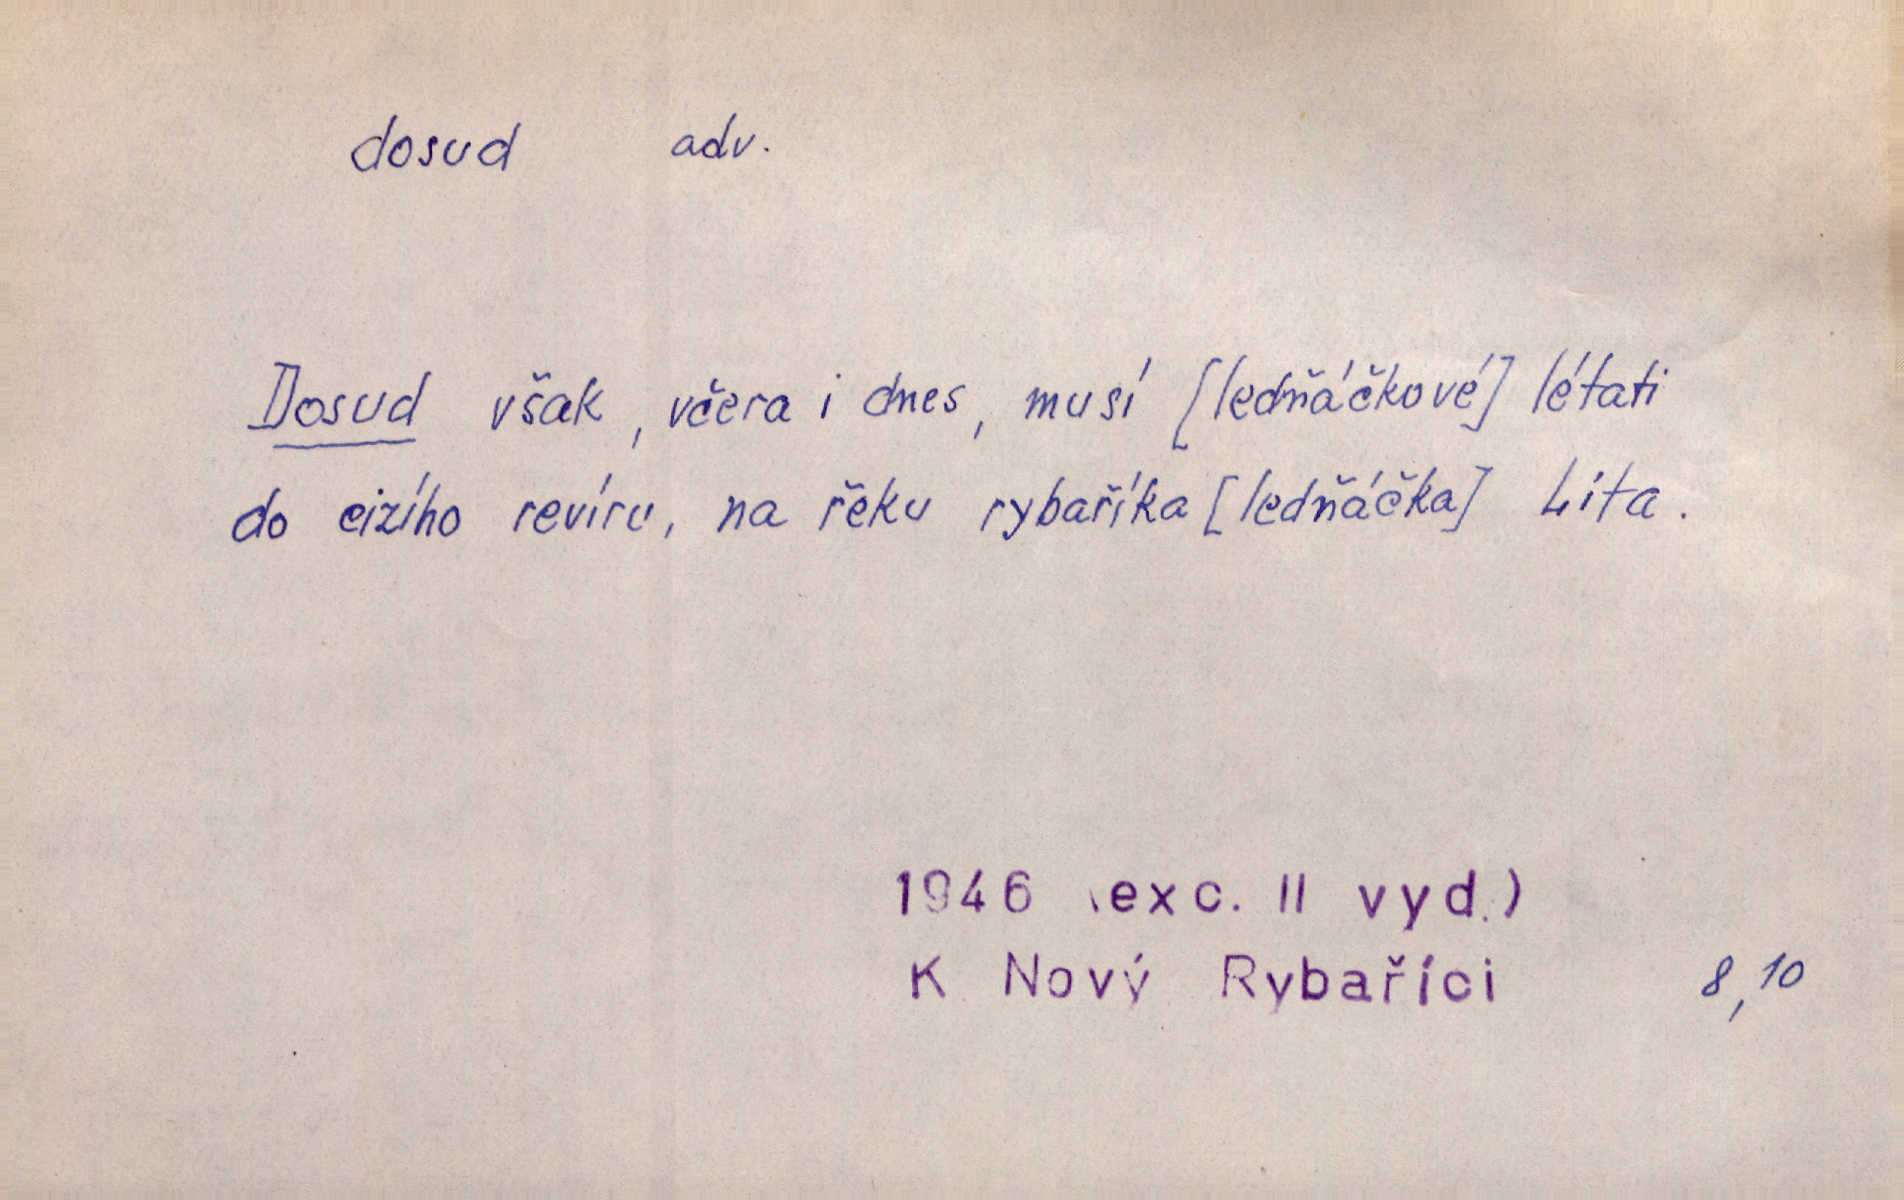 dosud adv.
Dosud však, včera i dnes, musí [ledňáčkové] létati
do cizího revíru, na řeku rybaříka [ledňáčka] Lita.
1946 (exc. II vyd.)
K Nový Rybaříci 8,10